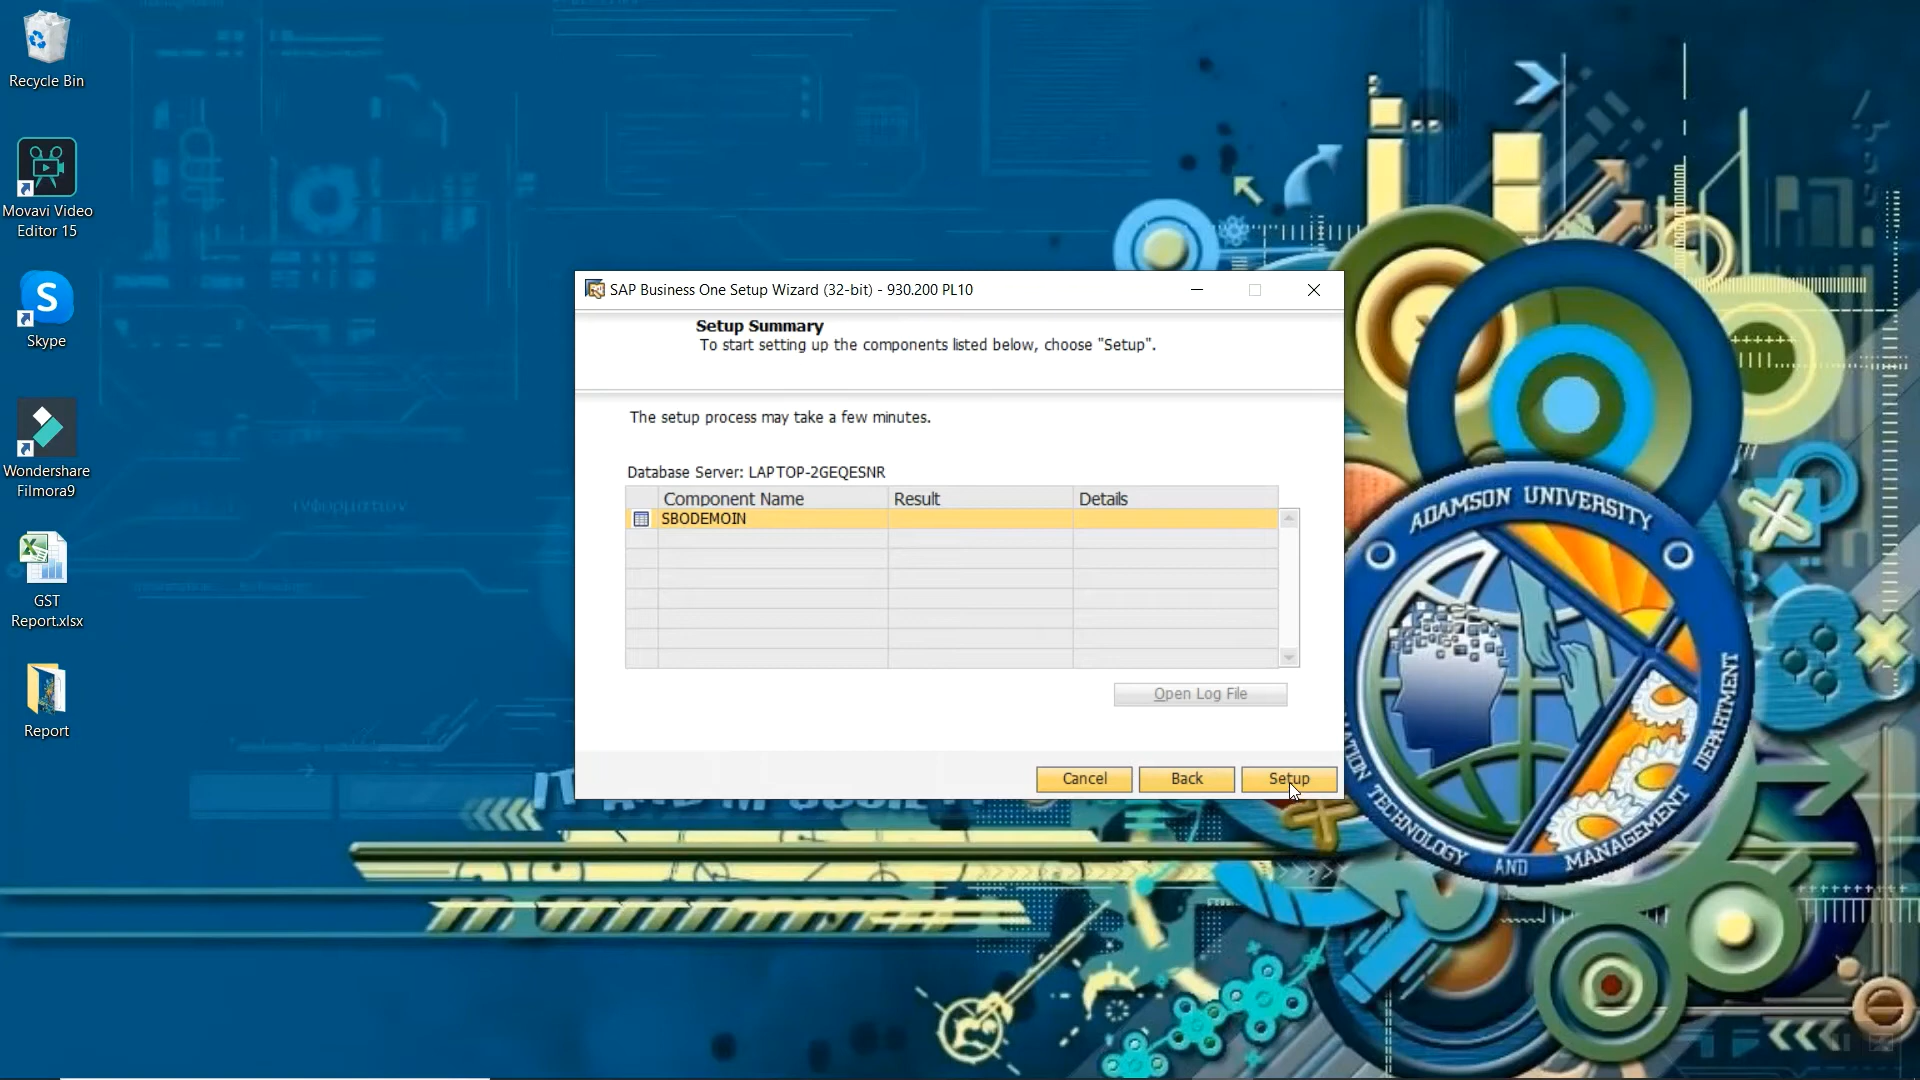 Recycle Bin
Movavi Video
Editor 15
Skype
Wondershare
Filmora9
GST
Report.xlsx
Report
SAP Business One Setup Wizard (32-bit) - 930.200 PL10
Setup Summary
To start setting up the components listed below, choose "Setup".
The setup process may take a few minutes.
Database Server: LAPTOP-2GEQESNR
Component Name Result Details
SBODEMOIN
Open Log File
Cancel Back Setup
ADAMSON UNIVERSITY
TECHNOLOGY AND MANAGEMENT DEPARTMENT